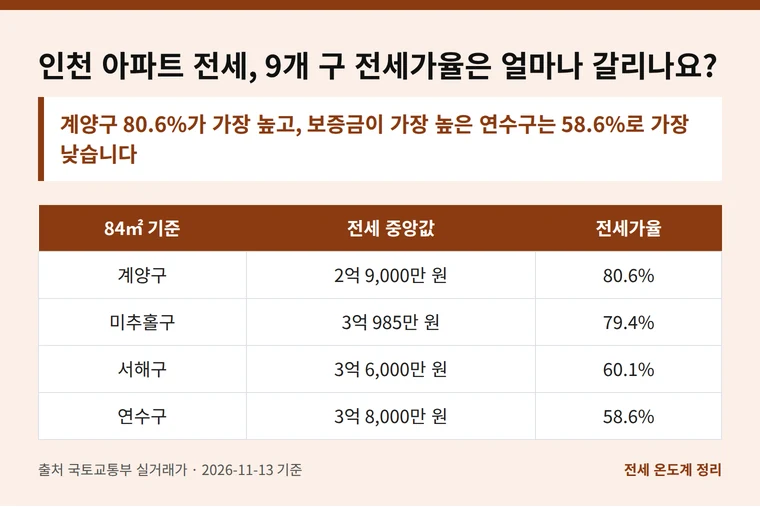 인천 아파트 전세, 9개 구 전세가율은 얼마나 갈리나요?
계양구 80.6%가 가장 높고, 보증금이 가장 높은 연수구는 58.6%로 가장
낮습니다
84㎡ 기준 전세 중앙값 전세가율
계양구 2억 9,000만 원 80.6%
미추홀구 3억 985만 원 79.4%
서해구 3억 6,000만 원 60.1%
연수구 3억 8,000만 원 58.6%
출처 국토교통부 실거래가 · 2026-11-13 기준 전세 온도계 정리